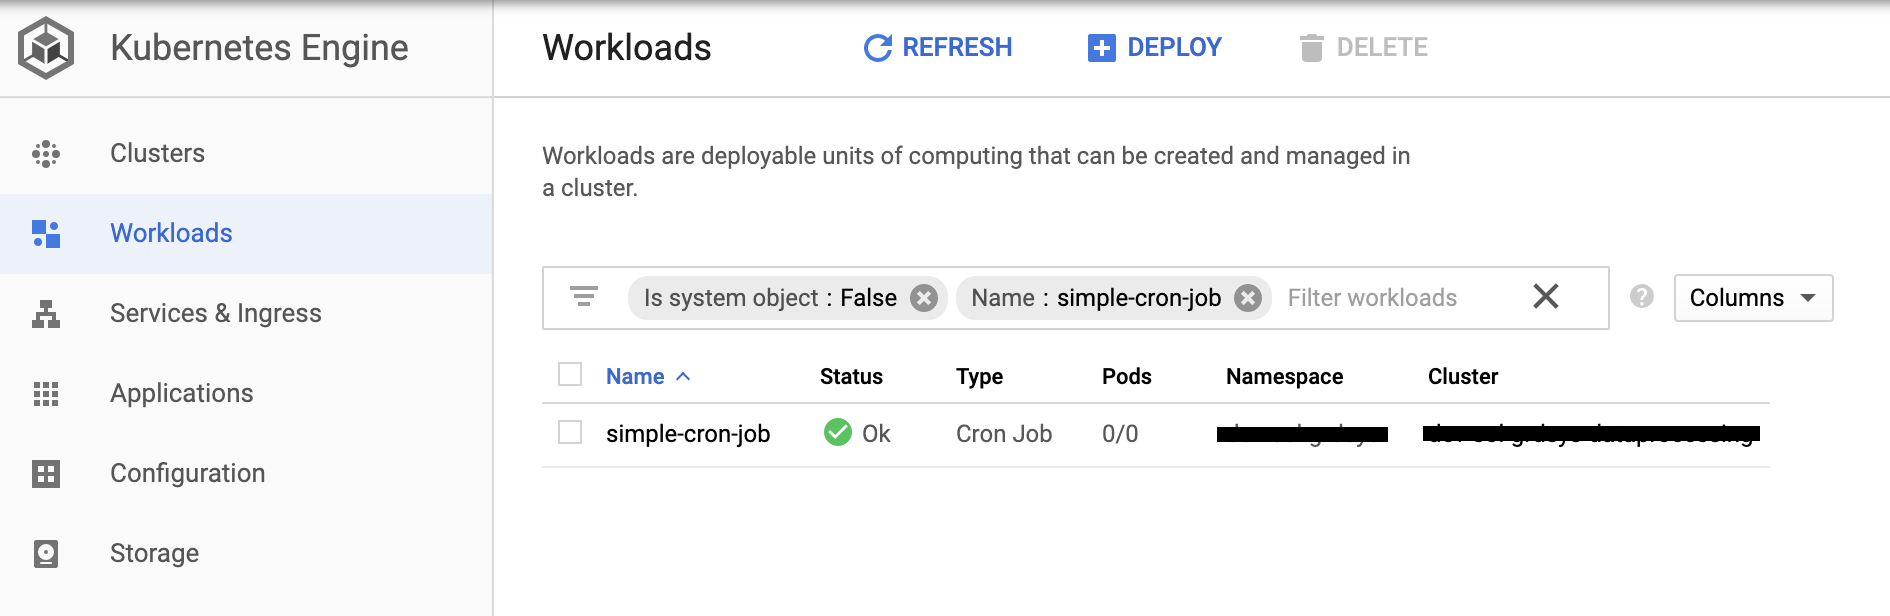 Kubernetes Engine
Workloads
REFRESH
DEPLOY
DELETE
Clusters
Workloads
Services & Ingress
Applications
Configuration
Storage
Workloads are deployable units of computing that can be created and managed in
a cluster.
Is system object : False Name : simple-cron-job Filter workloads
Columns
Name Status Type Pods Namespace Cluster
simple-cron-job Ok Cron Job 0/0